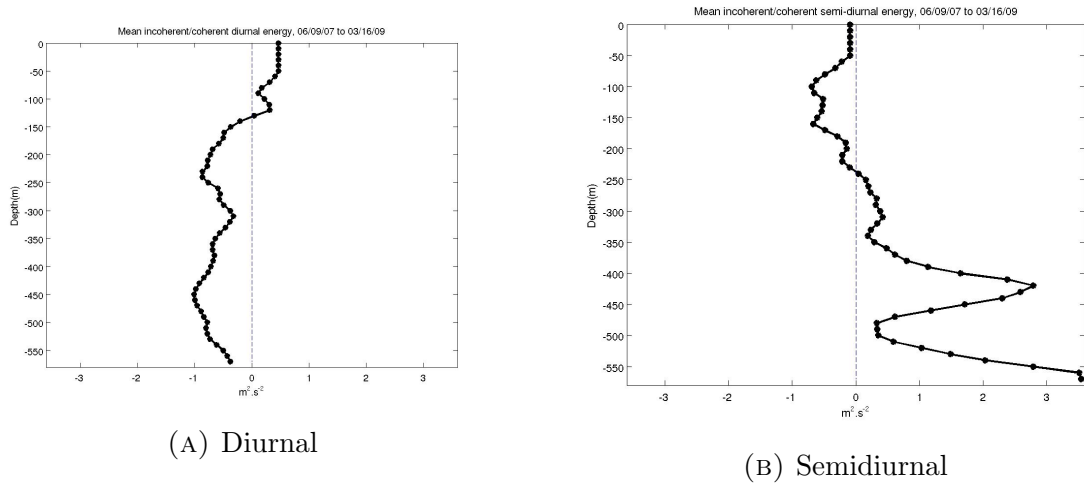 Mean incoherent/coherent diurnal energy, 06/09/07 to 03/16/09
0
-50
-100
-150
-200
-250
-300
-350
-400
-450
-500
-550
Depth(m)
-3 -2 -1 0 1 2 3
m².s⁻²
(A) Diurnal
Mean incoherent/coherent semi-diurnal energy, 06/09/07 to 03/16/09
0
-50
-100
-150
-200
-250
-300
-350
-400
-450
-500
-550
Depth(m)
-3 -2 -1 0 1 2 3
m².s⁻²
(B) Semidiurnal